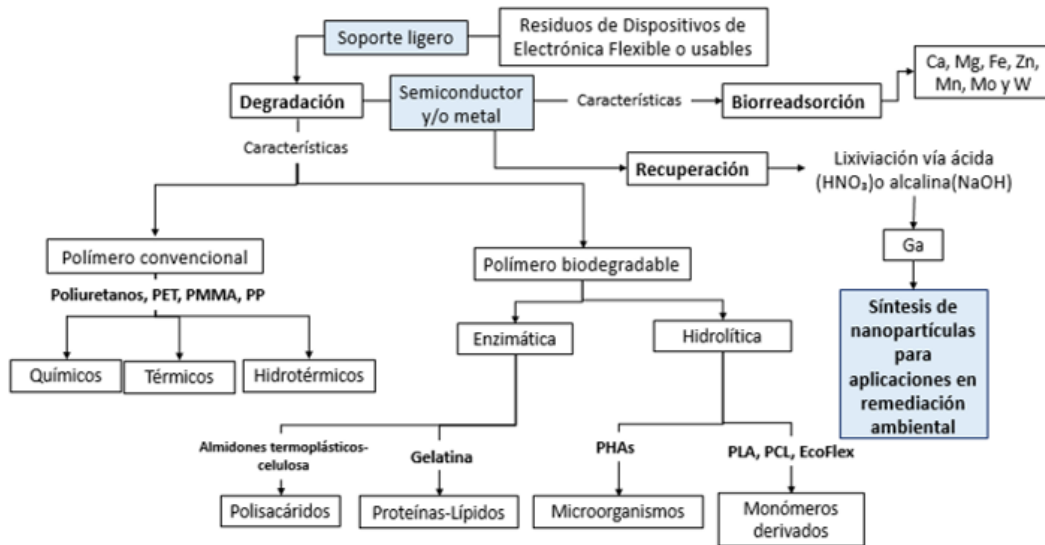 Soporte ligero
Residuos de Dispositivos de
Electrónica Flexible o usables
Degradación
Semiconductor
y/o metal
Características
Biorreadsorción
Ca, Mg, Fe, Zn,
Mn, Mo y W
Características
Recuperación
Lixiviación vía ácida
(HNO₃)o alcalina(NaOH)
Ga
Síntesis de
nanopartículas
para
aplicaciones en
remediación
ambiental
Polímero convencional
Poliuretanos, PET, PMMA, PP
Químicos
Térmicos
Hidrotérmicos
Polímero biodegradable
Enzimática
Hidrolítica
Almidones termoplásticos-
celulosa
Gelatina
PHAs
PLA, PCL, EcoFlex
Polisacáridos
Proteínas-Lípidos
Microorganismos
Monómeros
derivados